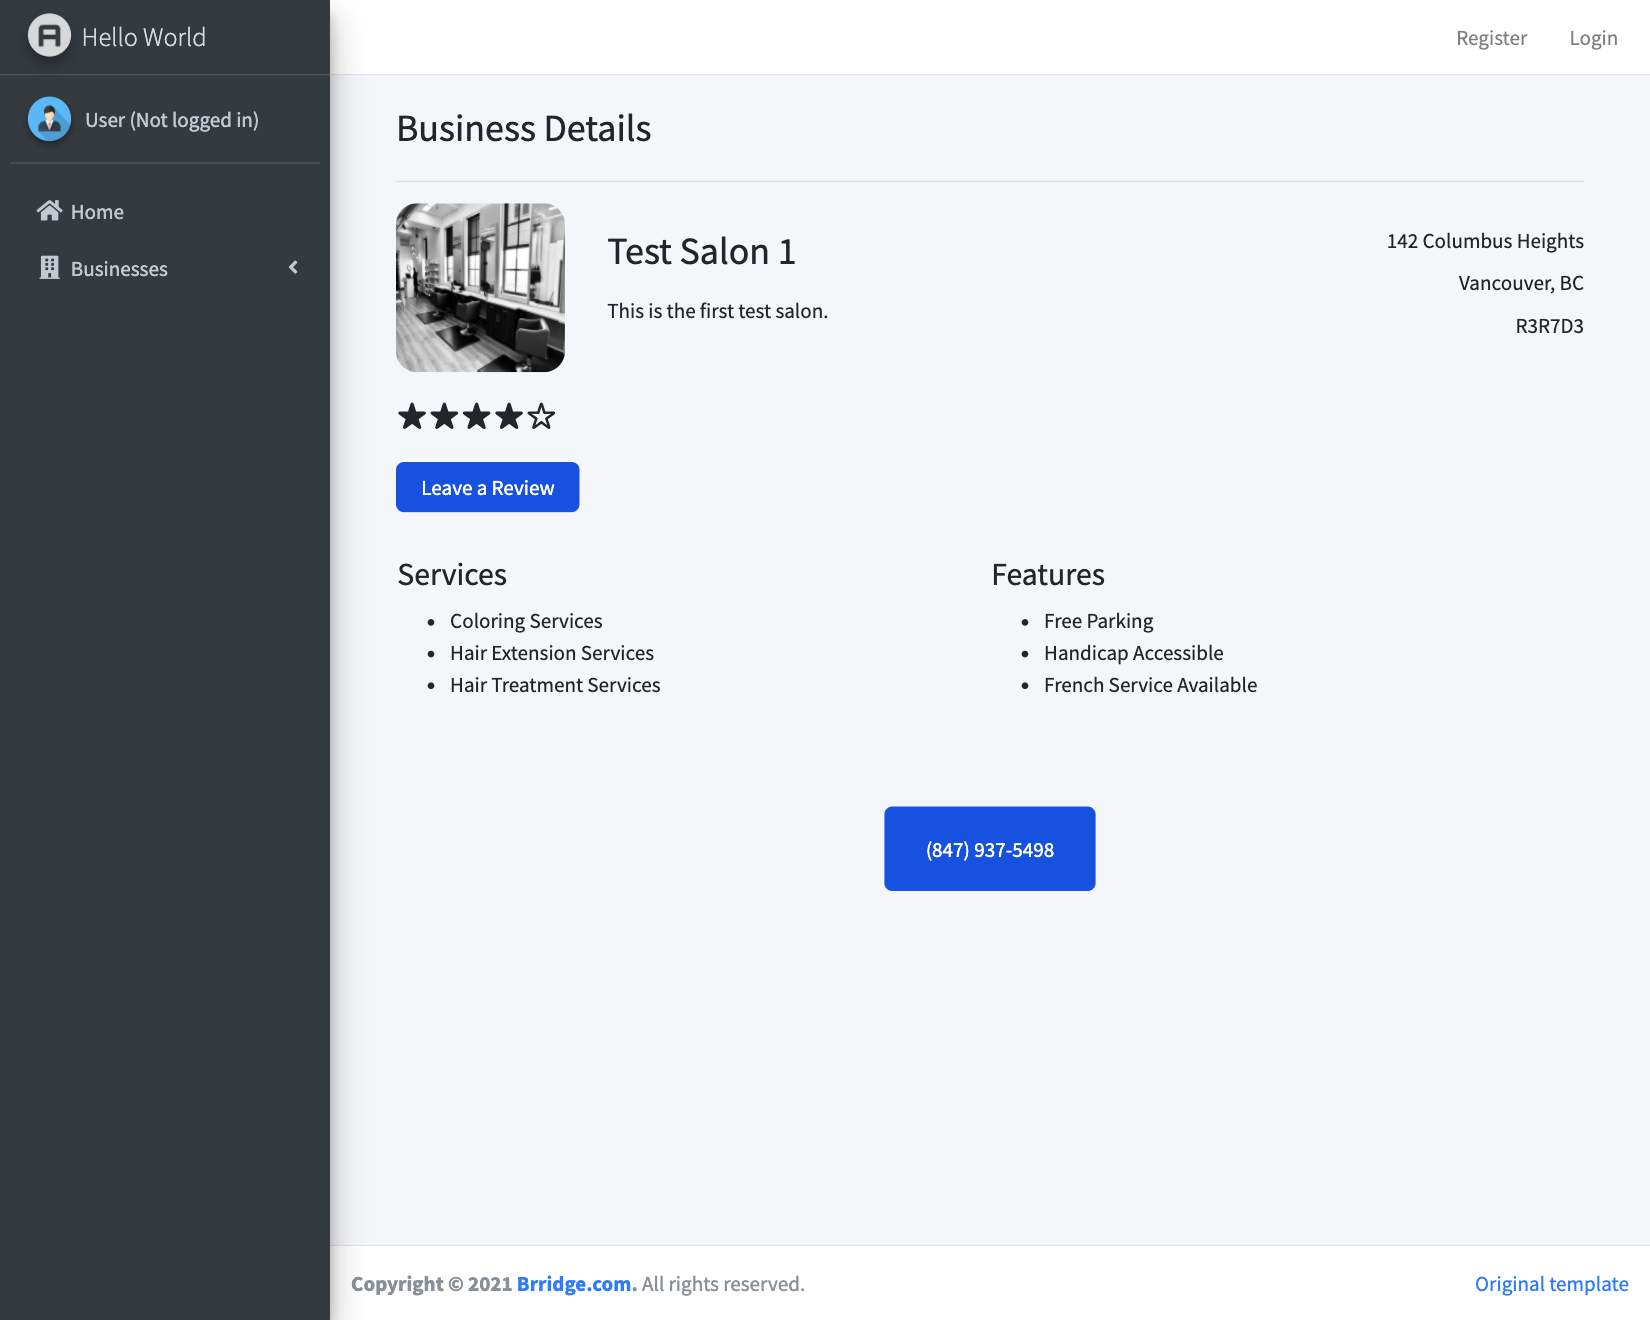 Hello World
Register
Login
User (Not logged in)
Home
Businesses
Business Details
Test Salon 1
This is the first test salon.
142 Columbus Heights
Vancouver, BC
R3R7D3
Leave a Review
Services
Coloring Services
Hair Extension Services
Hair Treatment Services
Features
Free Parking
Handicap Accessible
French Service Available
(847) 937-5498
Copyright © 2021 Brridge.com. All rights reserved.
Original template